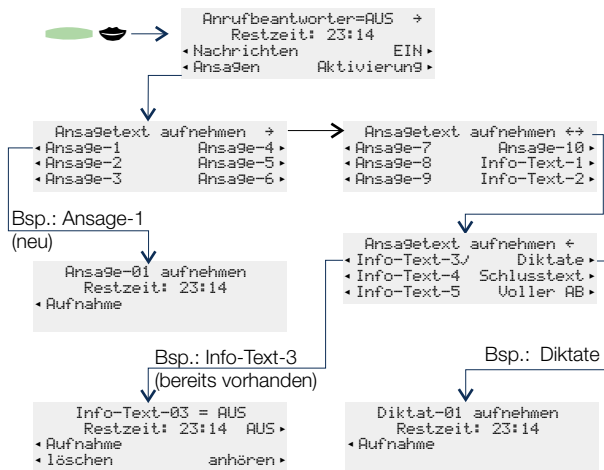 Anrufbeantworter=AUS →
Restzeit: 23:14
◂ Nachrichten EIN ▸
◂ Ansagen Aktivierung ▸
Ansagetext aufnehmen →
◂ Ansage-1 Ansage-4 ▸
◂ Ansage-2 Ansage-5 ▸
◂ Ansage-3 Ansage-6 ▸
Ansagetext aufnehmen ←→
◂ Ansage-7 Ansage-10 ▸
◂ Ansage-8 Info-Text-1 ▸
◂ Ansage-9 Info-Text-2 ▸
Bsp.: Ansage-1
(neu)
Ansage-01 aufnehmen
Restzeit: 23:14
◂ Aufnahme
Ansagetext aufnehmen ←
◂ Info-Text-3✓ Diktate ▸
◂ Info-Text-4 Schlusstext ▸
◂ Info-Text-5 Voller AB ▸
Bsp.: Info-Text-3
(bereits vorhanden)
Bsp.: Diktate
Info-Text-03 = AUS
Restzeit: 23:14 AUS ▸
◂ Aufnahme
◂ löschen anhören ▸
Diktat-01 aufnehmen
Restzeit: 23:14
◂ Aufnahme